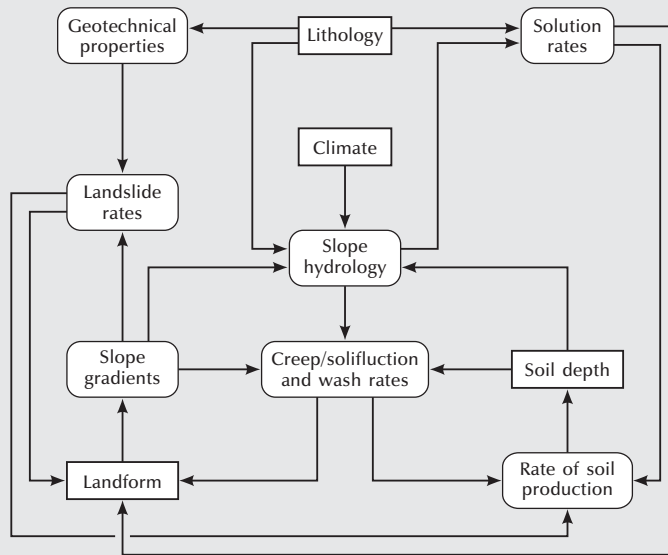 Geotechnical
properties
Lithology
Solution
rates
Climate
Landslide
rates
Slope
hydrology
Slope
gradients
Creep/solifluction
and wash rates
Soil depth
Landform
Rate of soil
production